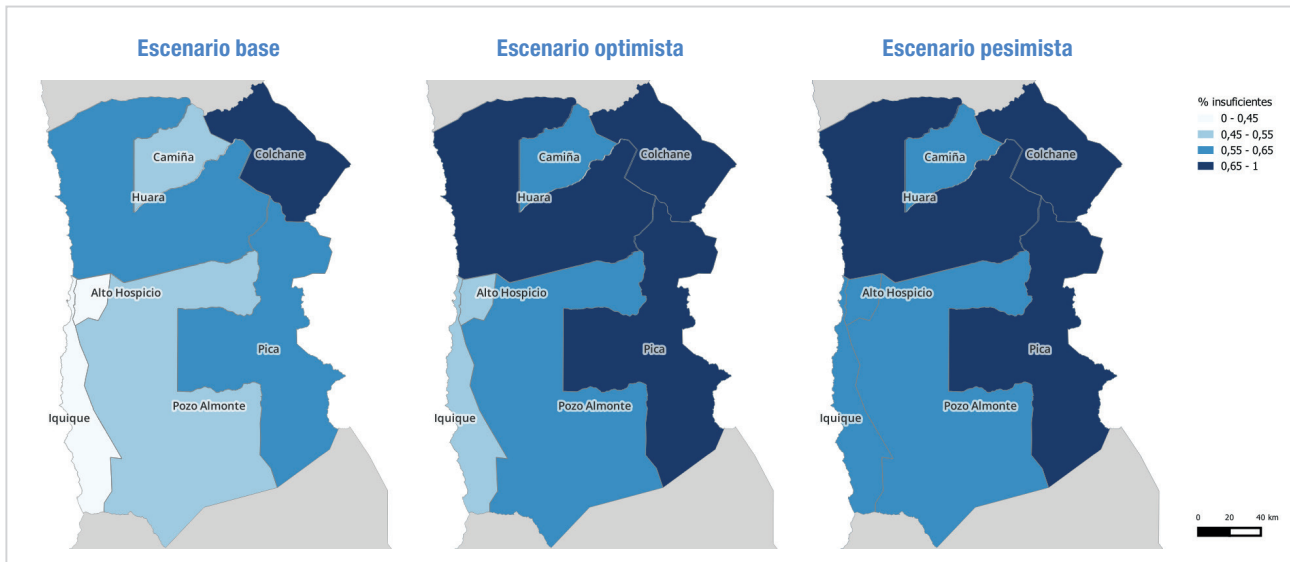 Escenario base
Escenario optimista
Escenario pesimista
Camiña
Colchane
Huara
Alto Hospicio
Pica
Pozo Almonte
Iquique
Camiña
Colchane
Huara
Alto Hospicio
Pica
Pozo Almonte
Iquique
Camiña
Colchane
Huara
Alto Hospicio
Pica
Pozo Almonte
Iquique
% insuficientes
0 - 0,45
0,45 - 0,55
0,55 - 0,65
0,65 - 1
0 20 40 km